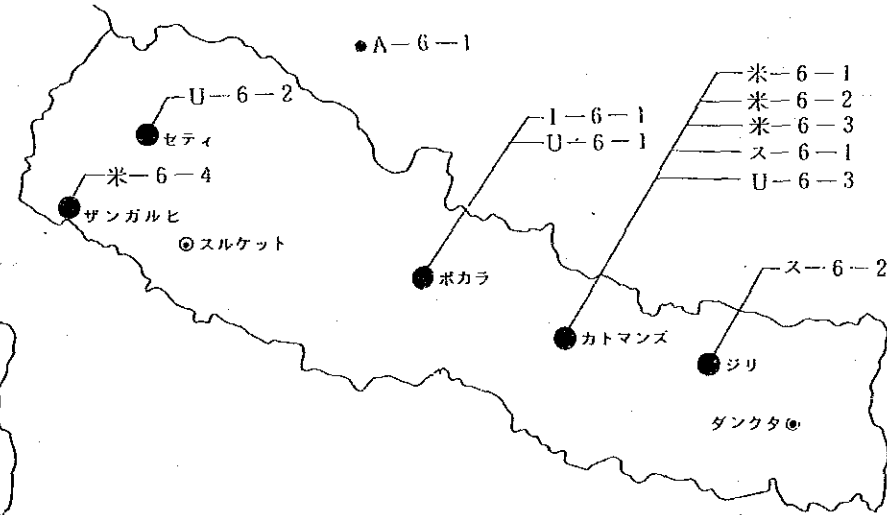 A-6-1
U-6-2
セティ
米-6-4
ザンガルヒ
スルケット
I-6-1
U-6-1
ポカラ
米-6-1
米-6-2
米-6-3
ス-6-1
U-6-3
カトマンズ
ス-6-2
ジリ
ダンクタ